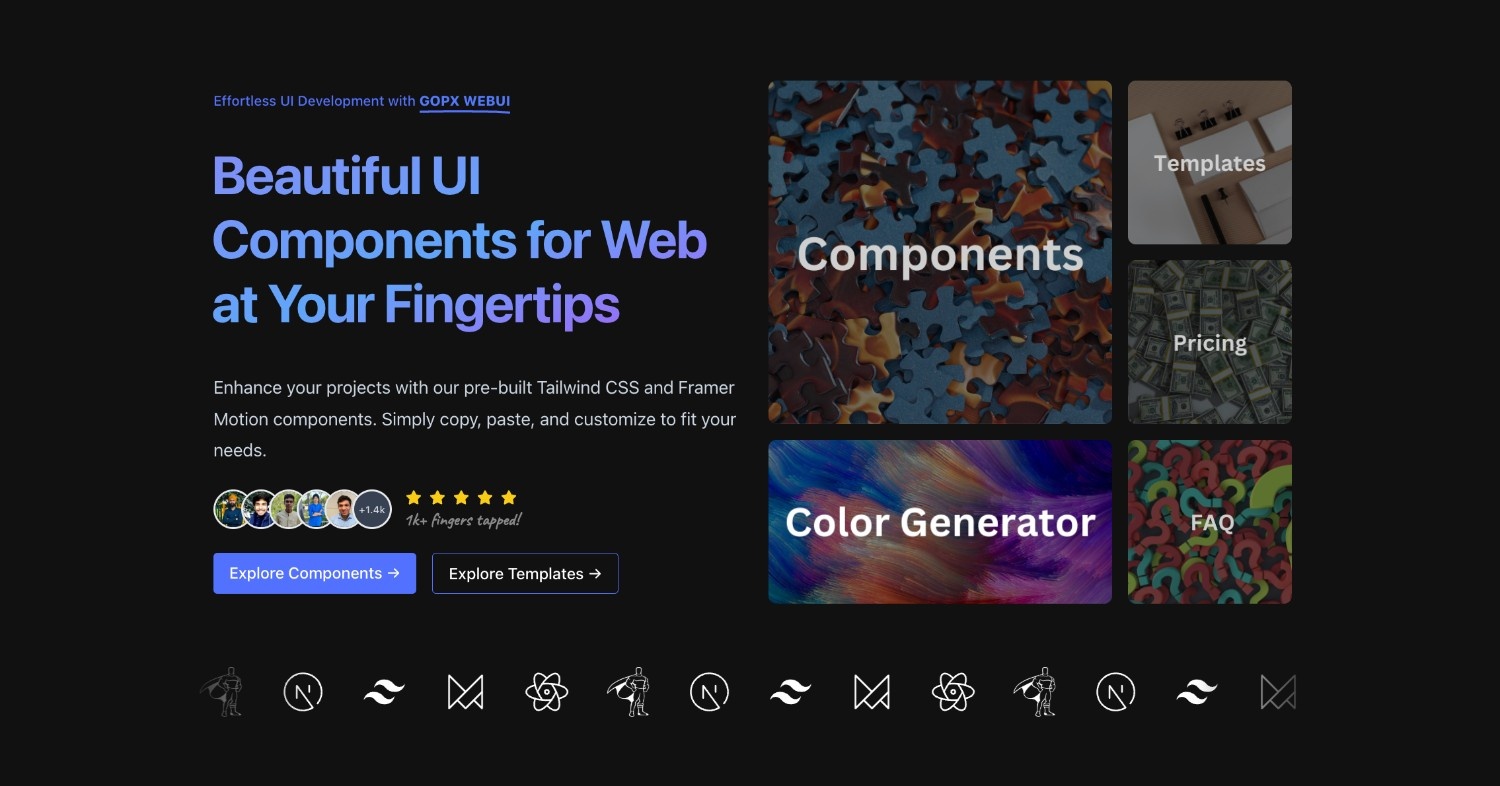 Effortless UI Development with GOPX WEBUI
Beautiful UI
Components for Web
at Your Fingertips
Enhance your projects with our pre-built Tailwind CSS and Framer
Motion components. Simply copy, paste, and customize to fit your
needs.
+1.4k
1k+ fingers tapped!
Explore Components →
Explore Templates →
Components
Templates
Pricing
Color Generator
FAQ